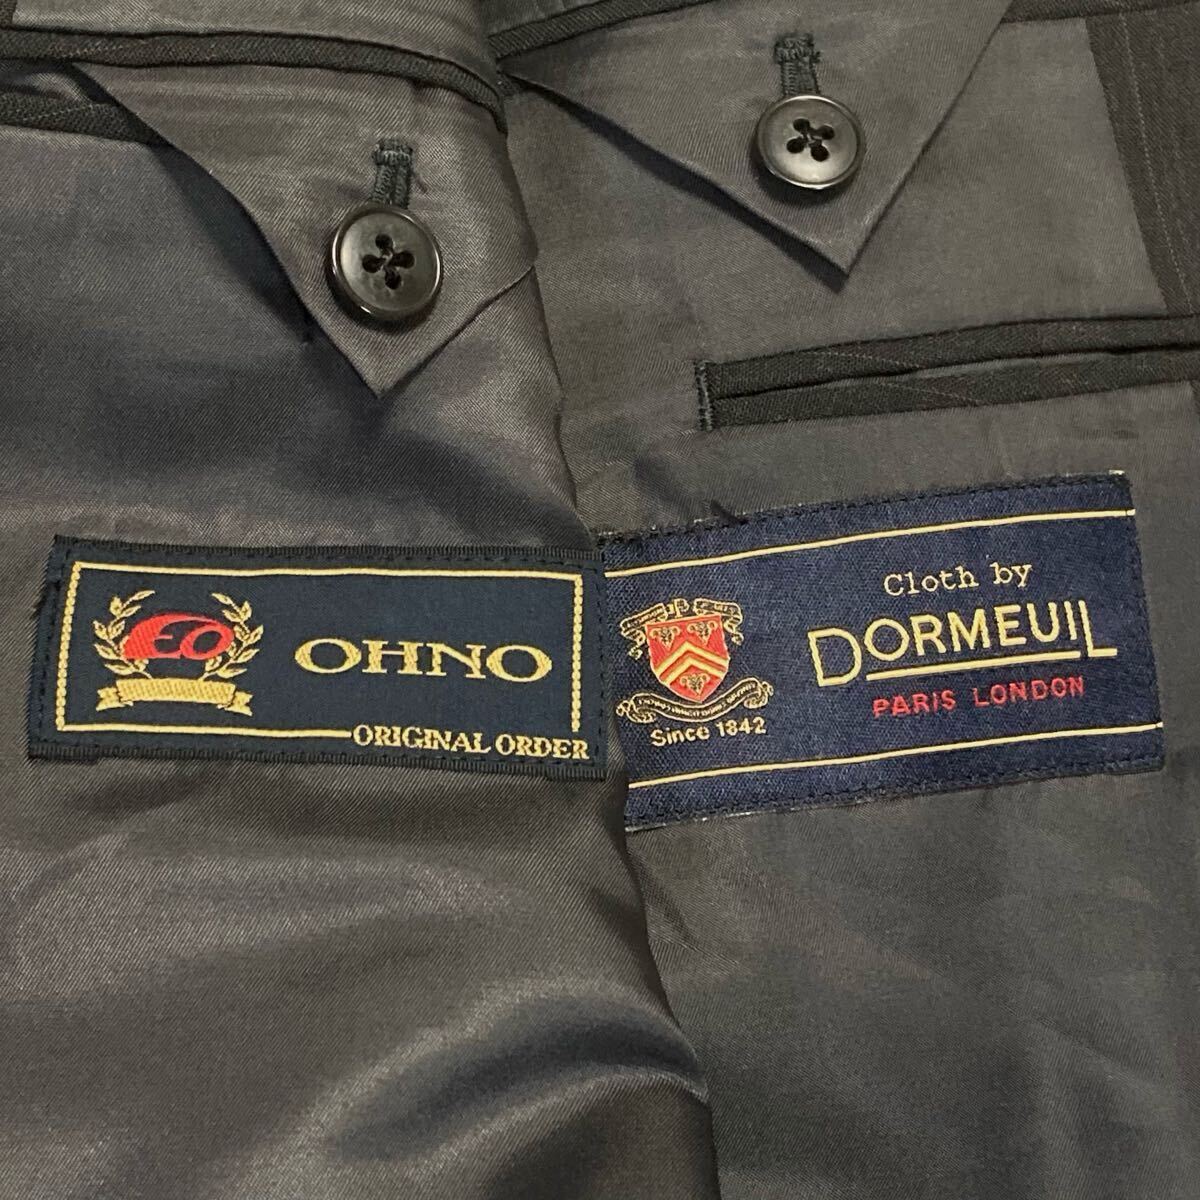 EO
OHNO
ORIGINAL ORDER
Cloth by
DORMEUIL
PARIS LONDON
Since 1842